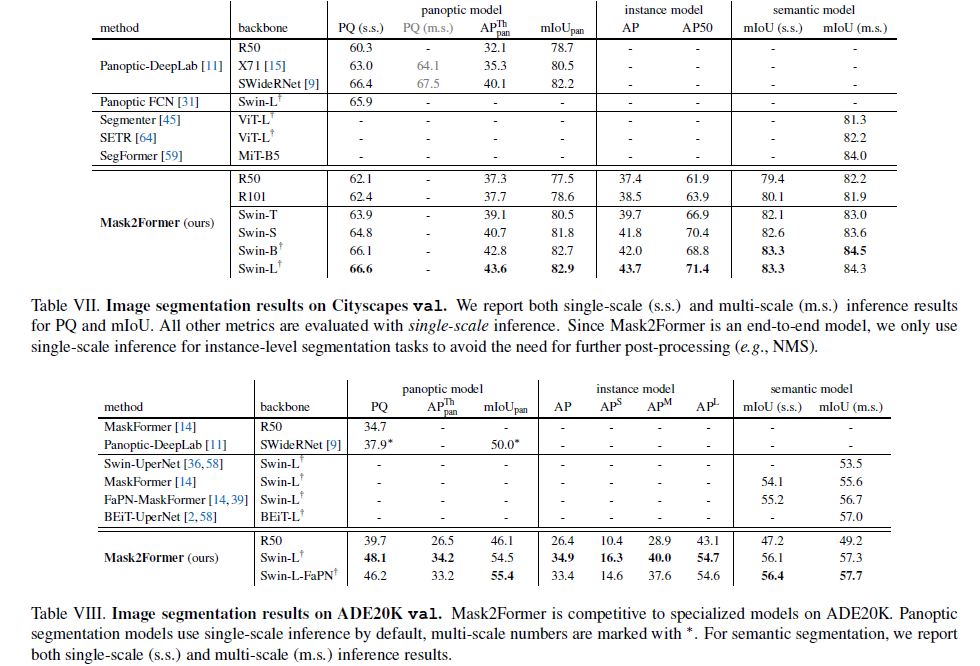 panoptic model instance model semantic model
method backbone PQ (s.s.) PQ (m.s.) AP^Th_pan mIoU_pan AP AP50 mIoU (s.s.) mIoU (m.s.)
R50 60.3 - 32.1 78.7 - - - -
Panoptic-DeepLab [11] X71 [15] 63.0 64.1 35.3 80.5 - - - -
SWideRNet [9] 66.4 67.5 40.1 82.2 - - - -
Panoptic FCN [31] Swin-L† 65.9 - - - - - - -
Segmenter [45] ViT-L† - - - - - - - 81.3
SETR [64] ViT-L† - - - - - - - 82.2
SegFormer [59] MiT-B5 - - - - - - - 84.0
R50 62.1 - 37.3 77.5 37.4 61.9 79.4 82.2
R101 62.4 - 37.7 78.6 38.5 63.9 80.1 81.9
Mask2Former (ours) Swin-T 63.9 - 39.1 80.5 39.7 66.9 82.1 83.0
Swin-S 64.8 - 40.7 81.8 41.8 70.4 82.6 83.6
Swin-B† 66.1 - 42.8 82.7 42.0 68.8 83.3 84.5
Swin-L† 66.6 - 43.6 82.9 43.7 71.4 83.3 84.3
Table VII. Image segmentation results on Cityscapes val. We report both single-scale (s.s.) and multi-scale (m.s.) inference results
for PQ and mIoU. All other metrics are evaluated with single-scale inference. Since Mask2Former is an end-to-end model, we only use
single-scale inference for instance-level segmentation tasks to avoid the need for further post-processing (e.g., NMS).
panoptic model instance model semantic model
method backbone PQ AP^Th_pan mIoU_pan AP AP^S AP^M AP^L mIoU (s.s.) mIoU (m.s.)
MaskFormer [14] R50 34.7 - - - - - - - -
Panoptic-DeepLab [11] SWideRNet [9] 37.9* - 50.0* - - - - - -
Swin-UperNet [36,58] Swin-L† - - - - - - - - 53.5
MaskFormer [14] Swin-L† - - - - - - - 54.1 55.6
FaPN-MaskFormer [14,39] Swin-L† - - - - - - - 55.2 56.7
BEiT-UperNet [2,58] BEiT-L† - - - - - - - - 57.0
R50 39.7 26.5 46.1 26.4 10.4 28.9 43.1 47.2 49.2
Mask2Former (ours) Swin-L† 48.1 34.2 54.5 34.9 16.3 40.0 54.7 56.1 57.3
Swin-L-FaPN† 46.2 33.2 55.4 33.4 14.6 37.6 54.6 56.4 57.7
Table VIII. Image segmentation results on ADE20K val. Mask2Former is competitive to specialized models on ADE20K. Panoptic
segmentation models use single-scale inference by default, multi-scale numbers are marked with *. For semantic segmentation, we report
both single-scale (s.s.) and multi-scale (m.s.) inference results.